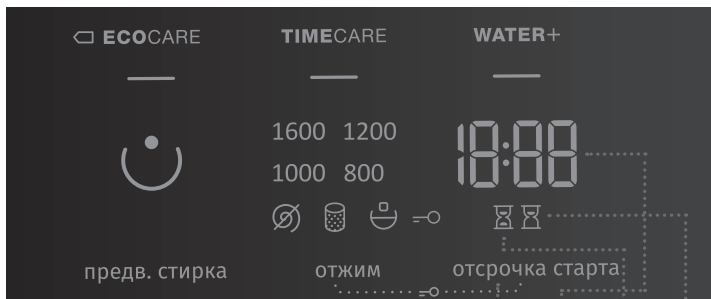 ECOCARE TIMECARE WATER+
1600 1200 18:88
1000 800
предв. стирка отжим отсрочка старта